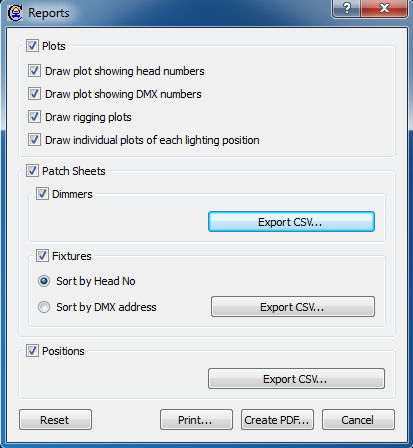 Reports
Plots
Draw plot showing head numbers
Draw plot showing DMX numbers
Draw rigging plots
Draw individual plots of each lighting position
Patch Sheets
Dimmers
Export CSV...
Fixtures
Sort by Head No
Sort by DMX address
Export CSV...
Positions
Export CSV...
Reset
Print...
Create PDF...
Cancel